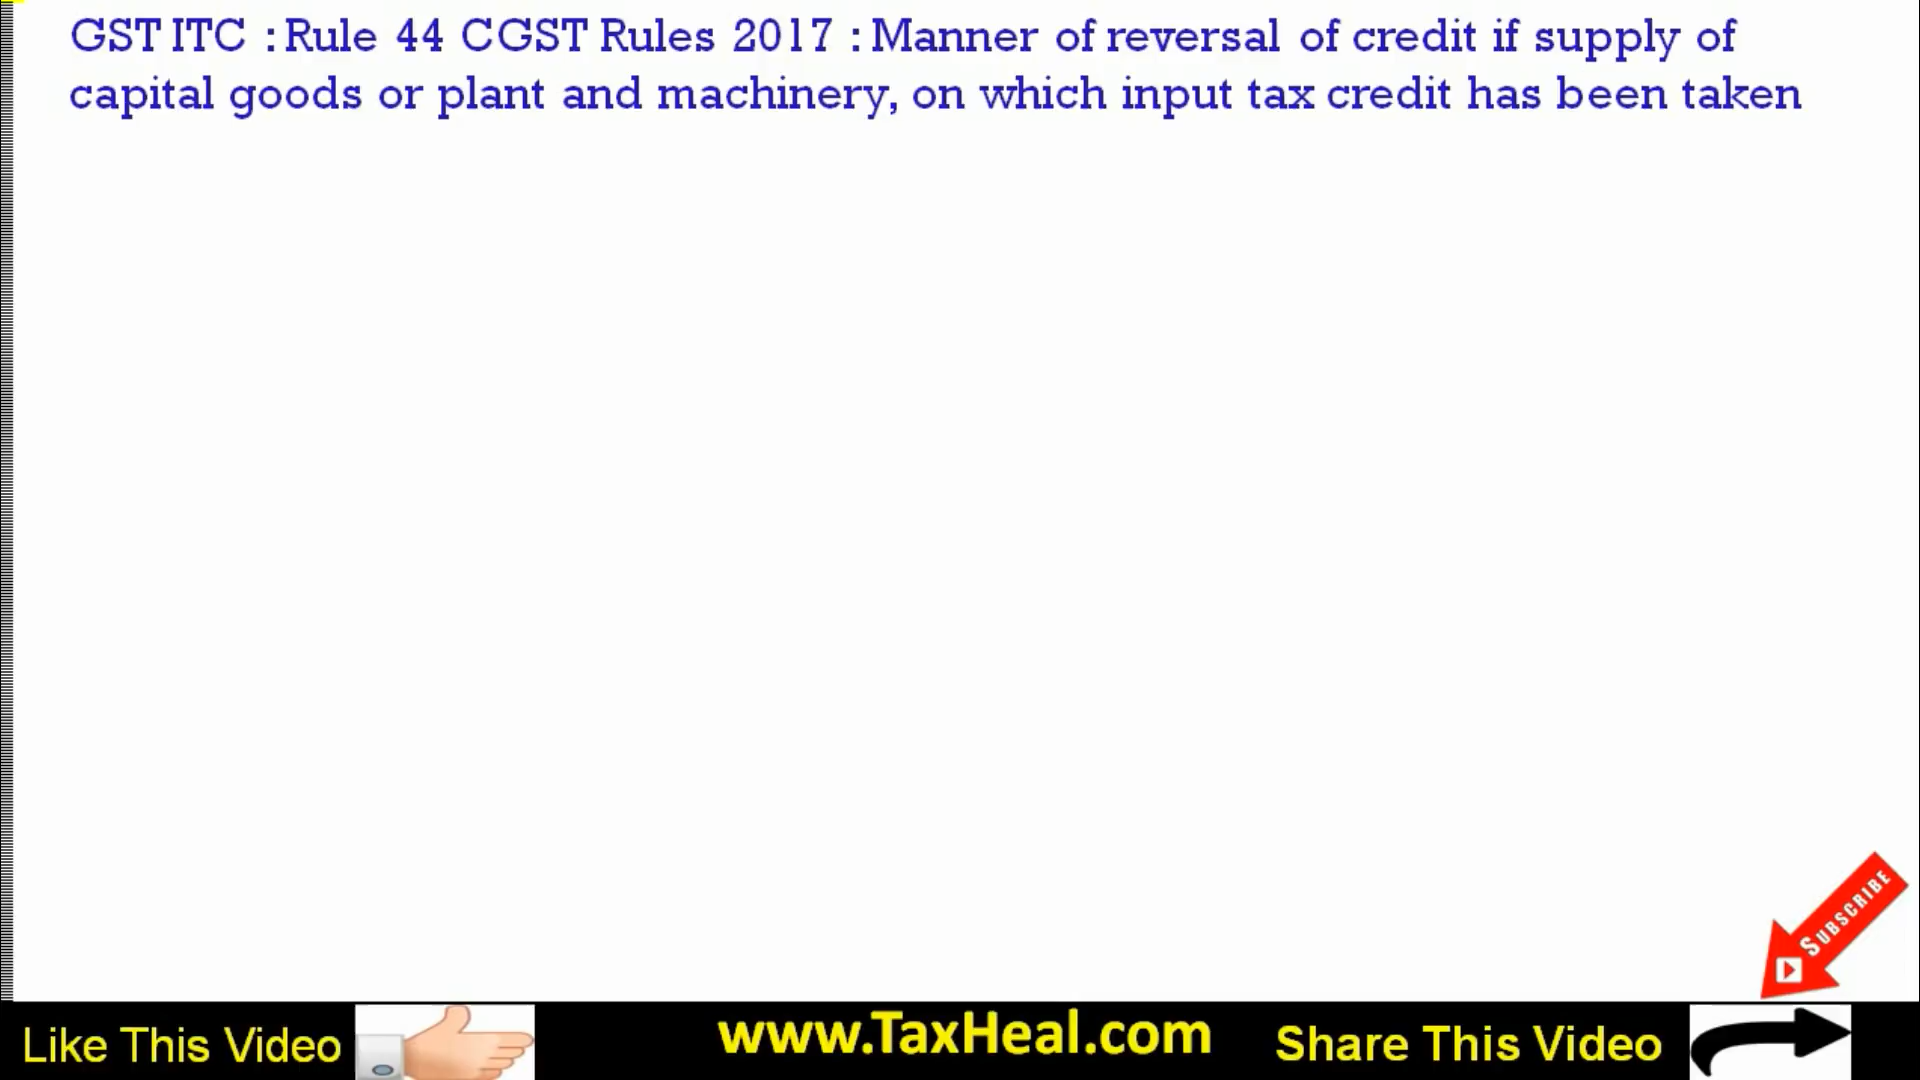 GST ITC : Rule 44 CGST Rules 2017 : Manner of reversal of credit if supply of
capital goods or plant and machinery, on which input tax credit has been taken
SUBSCRIBE
Like This Video
www.TaxHeal.com
Share This Video